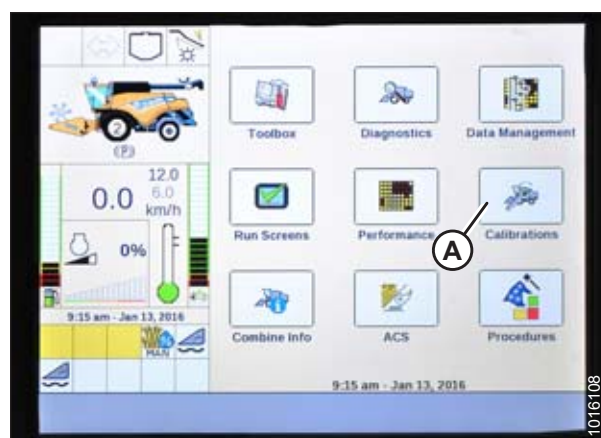 2
(P)
12.0
0.0 6.0
km/h
0%
9:15 am - Jan 13, 2016
MAN
Toolbox
Diagnostics
Data Management
Run Screens
Performance
Calibrations
A
Combine Info
ACS
Procedures
9:15 am - Jan 13, 2016
1016108